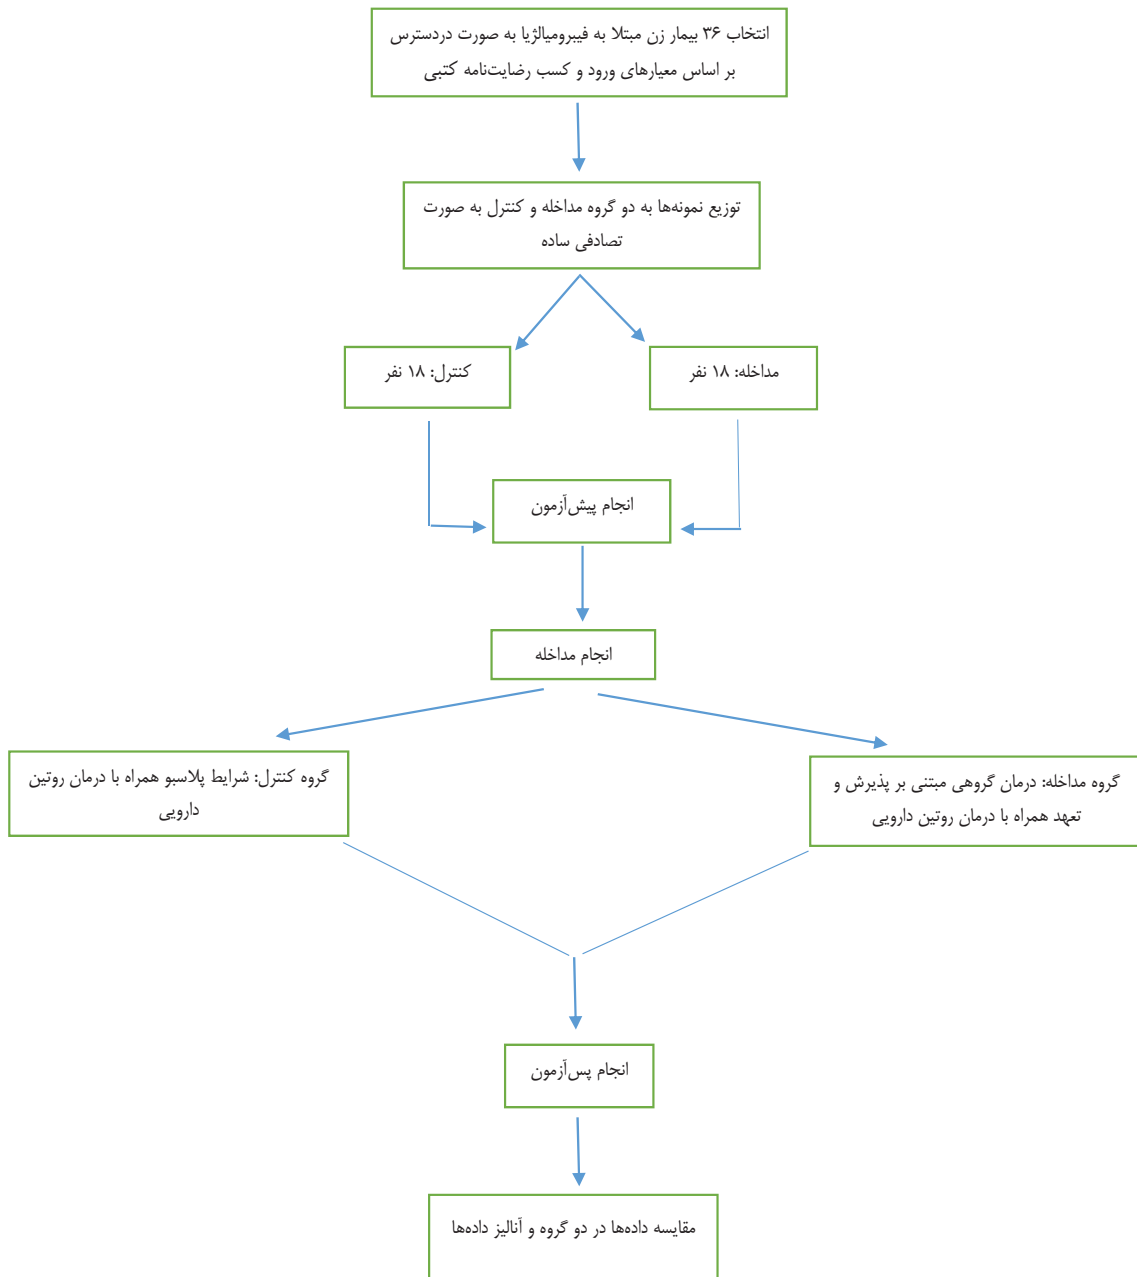 انتخاب ۳۶ بیمار زن مبتلا به فیبرومیالژیا به صورت دردسترس
بر اساس معیارهای ورود و کسب رضایت‌نامه کتبی
توزیع نمونه‌ها به دو گروه مداخله و کنترل به صورت
تصادفی ساده
مداخله: ۱۸ نفر
کنترل: ۱۸ نفر
انجام پیش‌آزمون
انجام مداخله
گروه مداخله: درمان گروهی مبتنی بر پذیرش و
تعهد همراه با درمان روتین دارویی
گروه کنترل: شرایط پلاسبو همراه با درمان روتین
دارویی
انجام پس‌آزمون
مقایسه داده‌ها در دو گروه و آنالیز داده‌ها